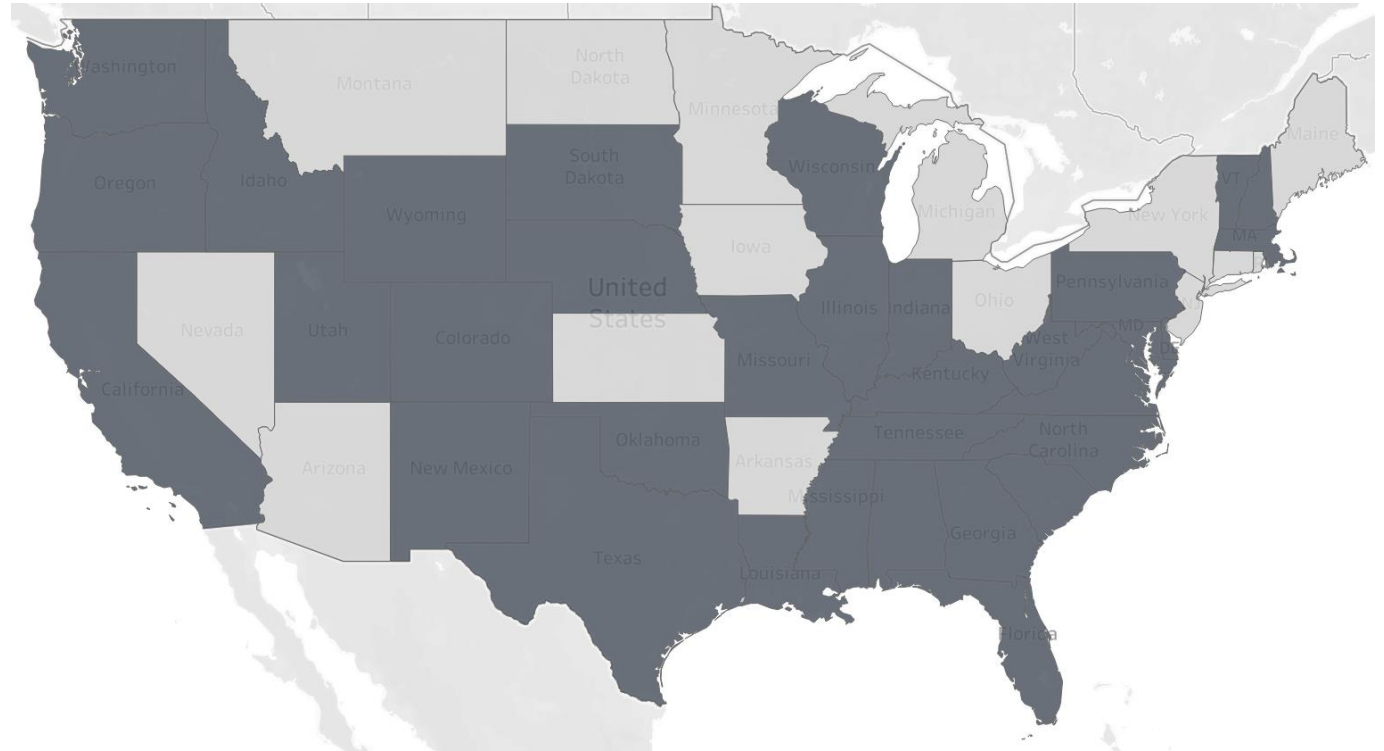 Washington
Montana
North
Dakota
Minnesota
Maine
Oregon
Idaho
South
Dakota
Wisconsin
VT
Wyoming
Michigan
New York
MA
Iowa
United
States
Illinois
Indiana
Ohio
Pennsylvania
Nevada
Utah
Colorado
MD
West
Virginia
DE
Missouri
Kentucky
California
Arizona
New Mexico
Oklahoma
Arkansas
Tennessee
North
Carolina
Mississippi
Georgia
Texas
Louisiana
Florida